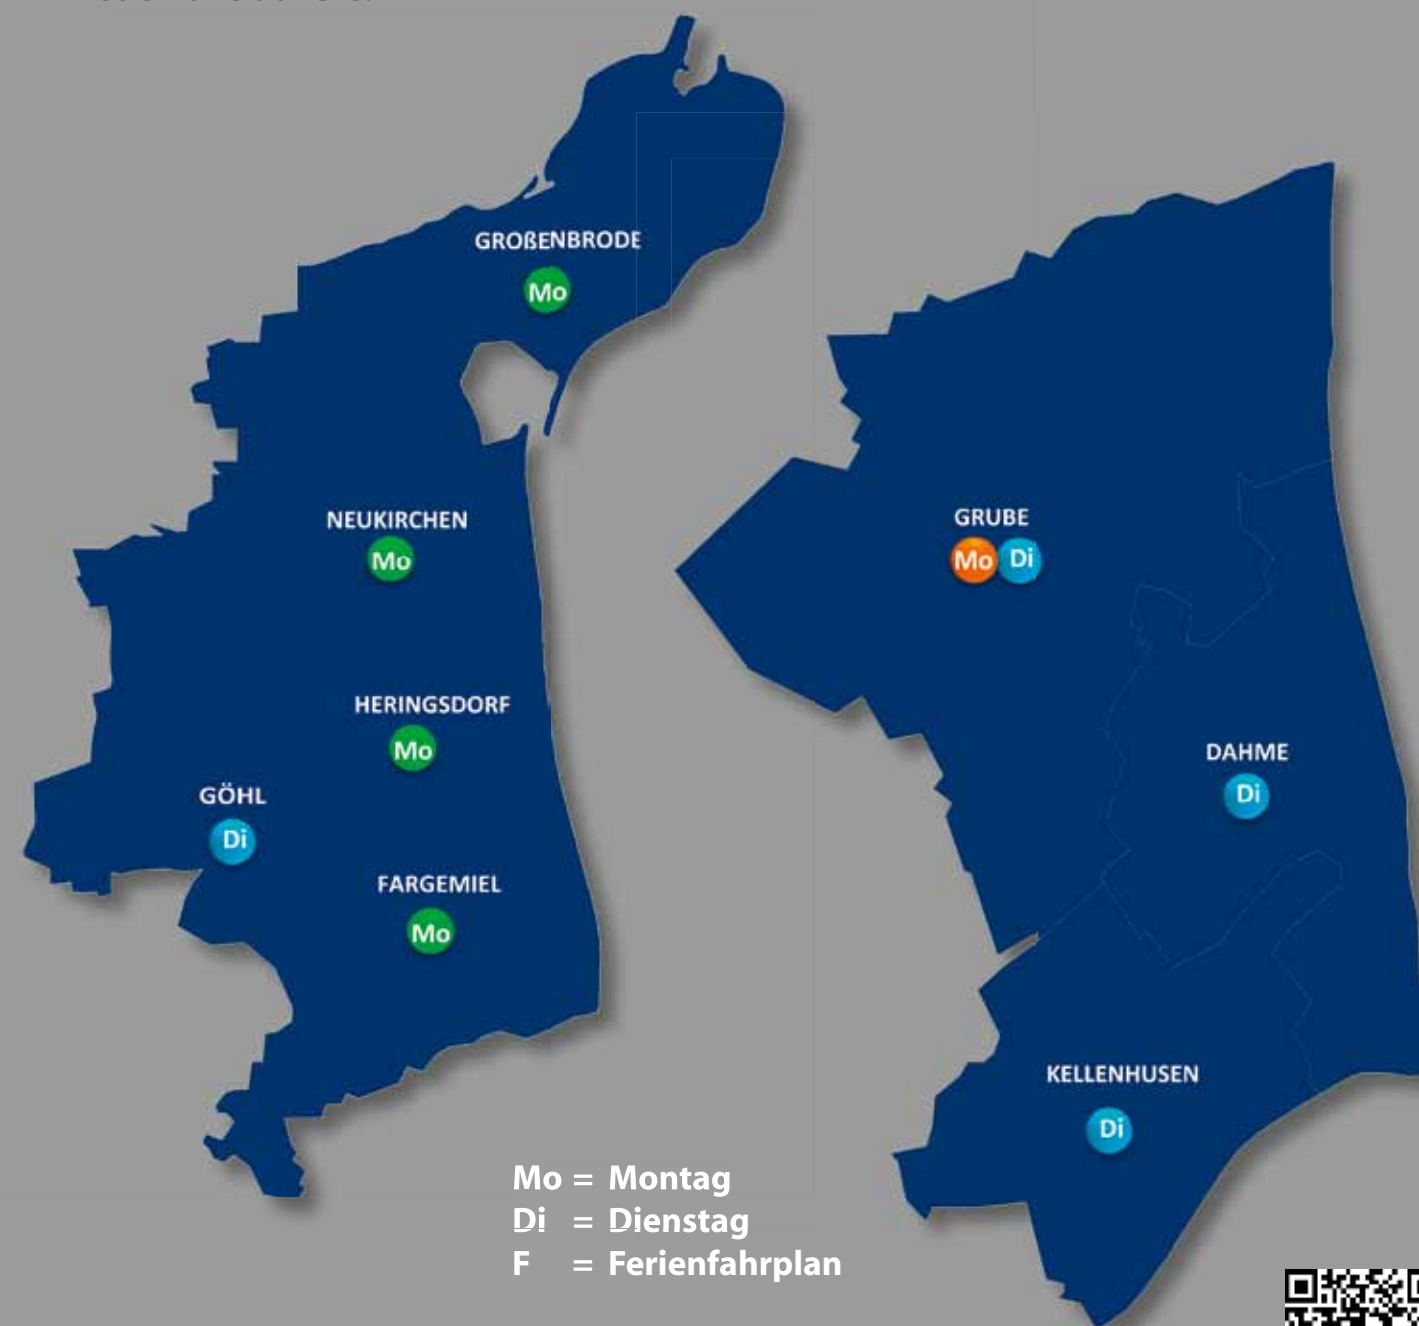 GROßENBRODE
Mo
NEUKIRCHEN
Mo
HERINGSDORF
Mo
GÖHL
Di
FARGEMIEL
Mo
GRUBE
Mo Di
DAHME
Di
KELLENHUSEN
Di
Mo = Montag
Di = Dienstag
F = Ferienfahrplan